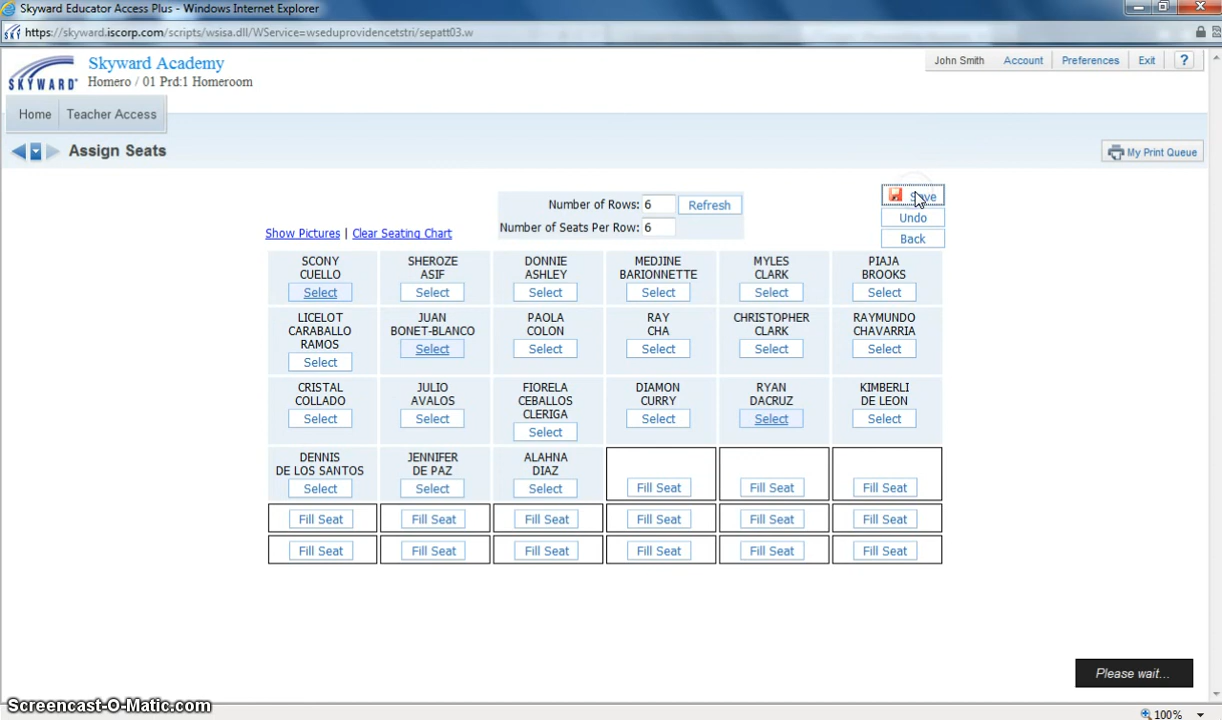 Skyward Educator Access Plus - Windows Internet Explorer
https://skyward.iscorp.com/scripts/wsisa.dll/WService=wseduprovidencetstri/sepatt03.w
SKYWARD
Skyward Academy
Homero / 01 Prd:1 Homeroom
John Smith Account Preferences Exit ?
Home Teacher Access
Assign Seats
My Print Queue
Number of Rows: 6 Refresh
Number of Seats Per Row: 6
Save
Undo
Back
Show Pictures | Clear Seating Chart
SCONY SHEROZE DONNIE MEDJINE MYLES PIAJA
CUELLO ASIF ASHLEY BARIONNETTE CLARK BROOKS
Select Select Select Select Select Select
LICELOT JUAN PAOLA RAY CHRISTOPHER RAYMUNDO
CARABALLO BONET-BLANCO COLON CHA CLARK CHAVARRIA
RAMOS
Select Select Select Select Select Select
CRISTAL JULIO FIORELA DIAMON RYAN KIMBERLI
COLLADO AVALOS CEBALLOS CURRY DACRUZ DE LEON
CLERIGA
Select Select Select Select Select Select
DENNIS JENNIFER ALAHNA
DE LOS SANTOS DE PAZ DIAZ
Select Select Select Fill Seat Fill Seat Fill Seat
Fill Seat Fill Seat Fill Seat Fill Seat Fill Seat Fill Seat
Fill Seat Fill Seat Fill Seat Fill Seat Fill Seat Fill Seat
Please wait...
Screencast-O-Matic.com
100%